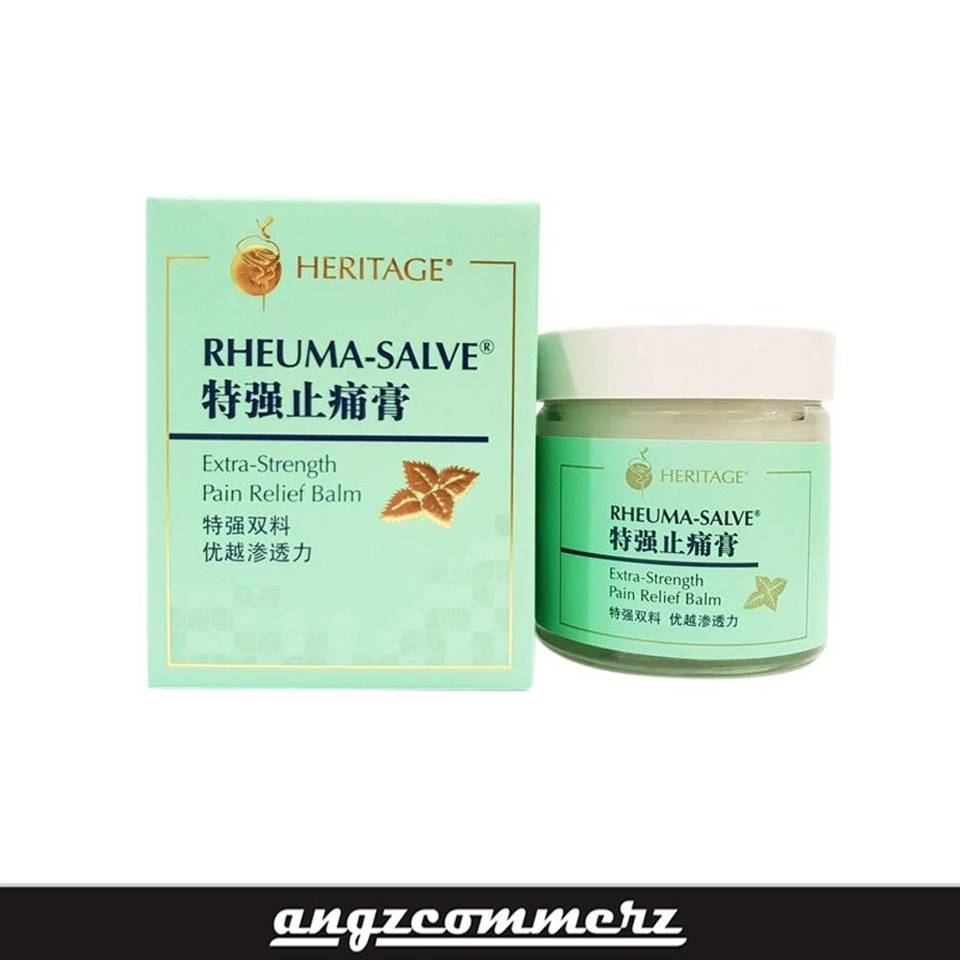 HERITAGE®
RHEUMA-SALVE®
特强止痛膏
Extra-Strength
Pain Relief Balm
特强双料
优越渗透力
HERITAGE®
RHEUMA-SALVE®
特强止痛膏
Extra-Strength
Pain Relief Balm
特强双料 优越渗透力
angzcommerz